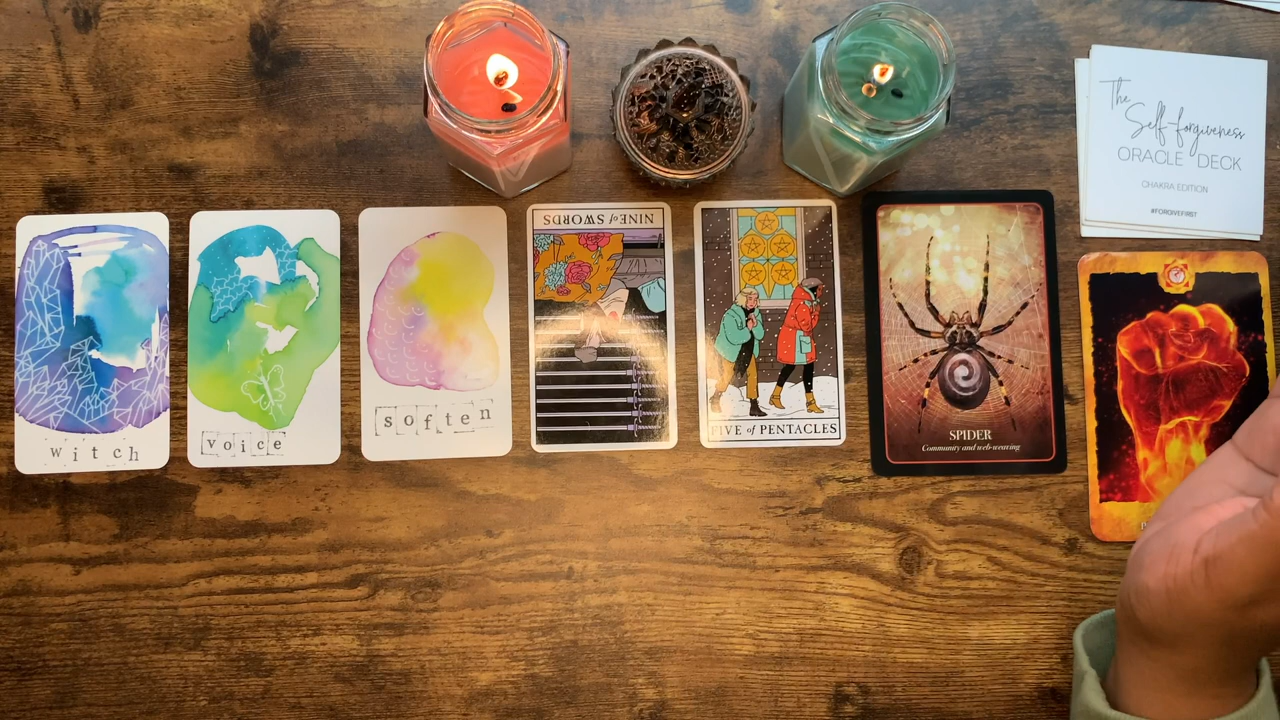 The
Self-forgiveness
ORACLE DECK
CHAKRA EDITION
#FORGIVEFIRST
witch
voice
soften
NINE of SWORDS
FIVE of PENTACLES
SPIDER
Community and web-weaving